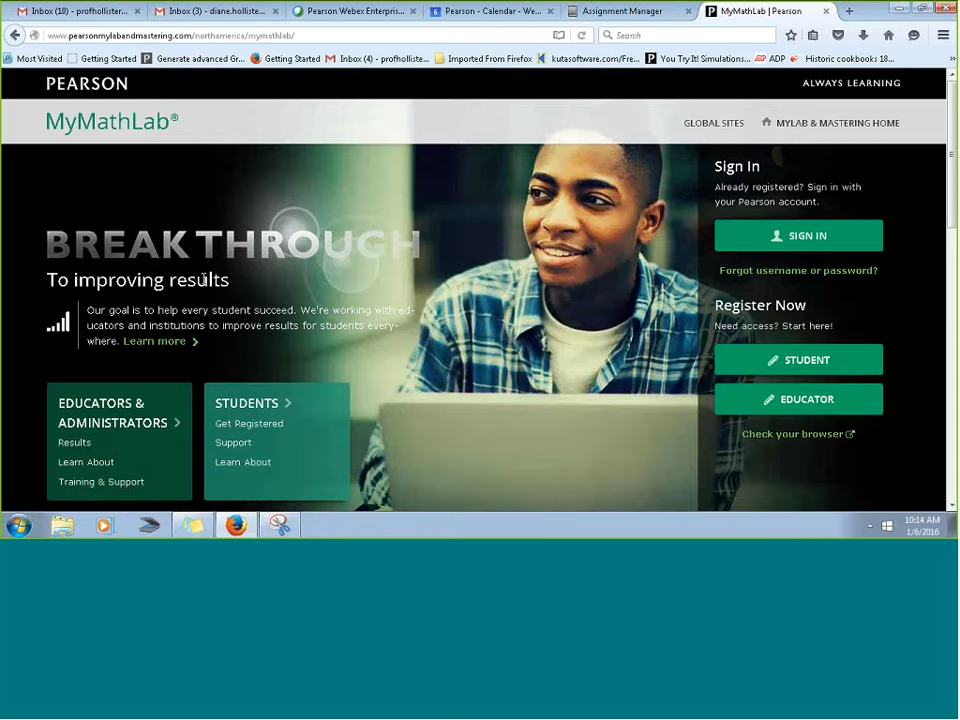 Inbox (10) - profhollister...
Inbox (3) - diane.holliste...
Pearson Webex Enterpris...
Pearson - Calendar - We...
Assignment Manager
MyMathLab | Pearson
www.pearsonmylabandmastering.com/northamerica/mymathlab/
Search
Most Visited
Getting Started
Generate advanced Gr...
Getting Started
Inbox (4) - profhollister...
Imported From Firefox
kutasoftware.com/Fre...
You Try It! Simulations...
ADP
Historic cookbooks 18...
PEARSON
ALWAYS LEARNING
MyMathLab®
GLOBAL SITES
MYLAB & MASTERING HOME
BREAKTHROUGH
To improving results
Our goal is to help every student succeed. We're working with ed-
ucators and institutions to improve results for students every-
where. Learn more
EDUCATORS &
ADMINISTRATORS
Results
Learn About
Training & Support
STUDENTS
Get Registered
Support
Learn About
Sign In
Already registered? Sign in with
your Pearson account.
SIGN IN
Forgot username or password?
Register Now
Need access? Start here!
STUDENT
EDUCATOR
Check your browser
10:14 AM
1/6/2016